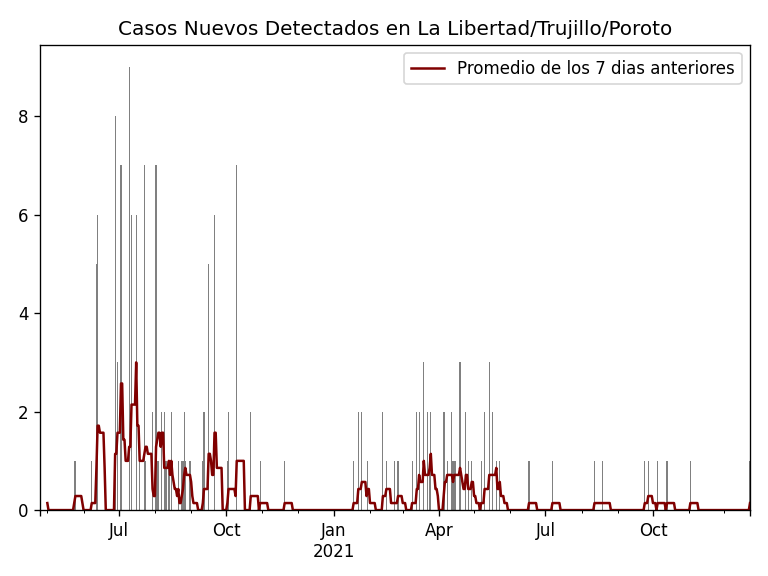 Casos Nuevos Detectados en La Libertad/Trujillo/Poroto
Promedio de los 7 dias anteriores
8
6
4
2
0
Jul
Oct
Jan
Apr
Jul
Oct
2021